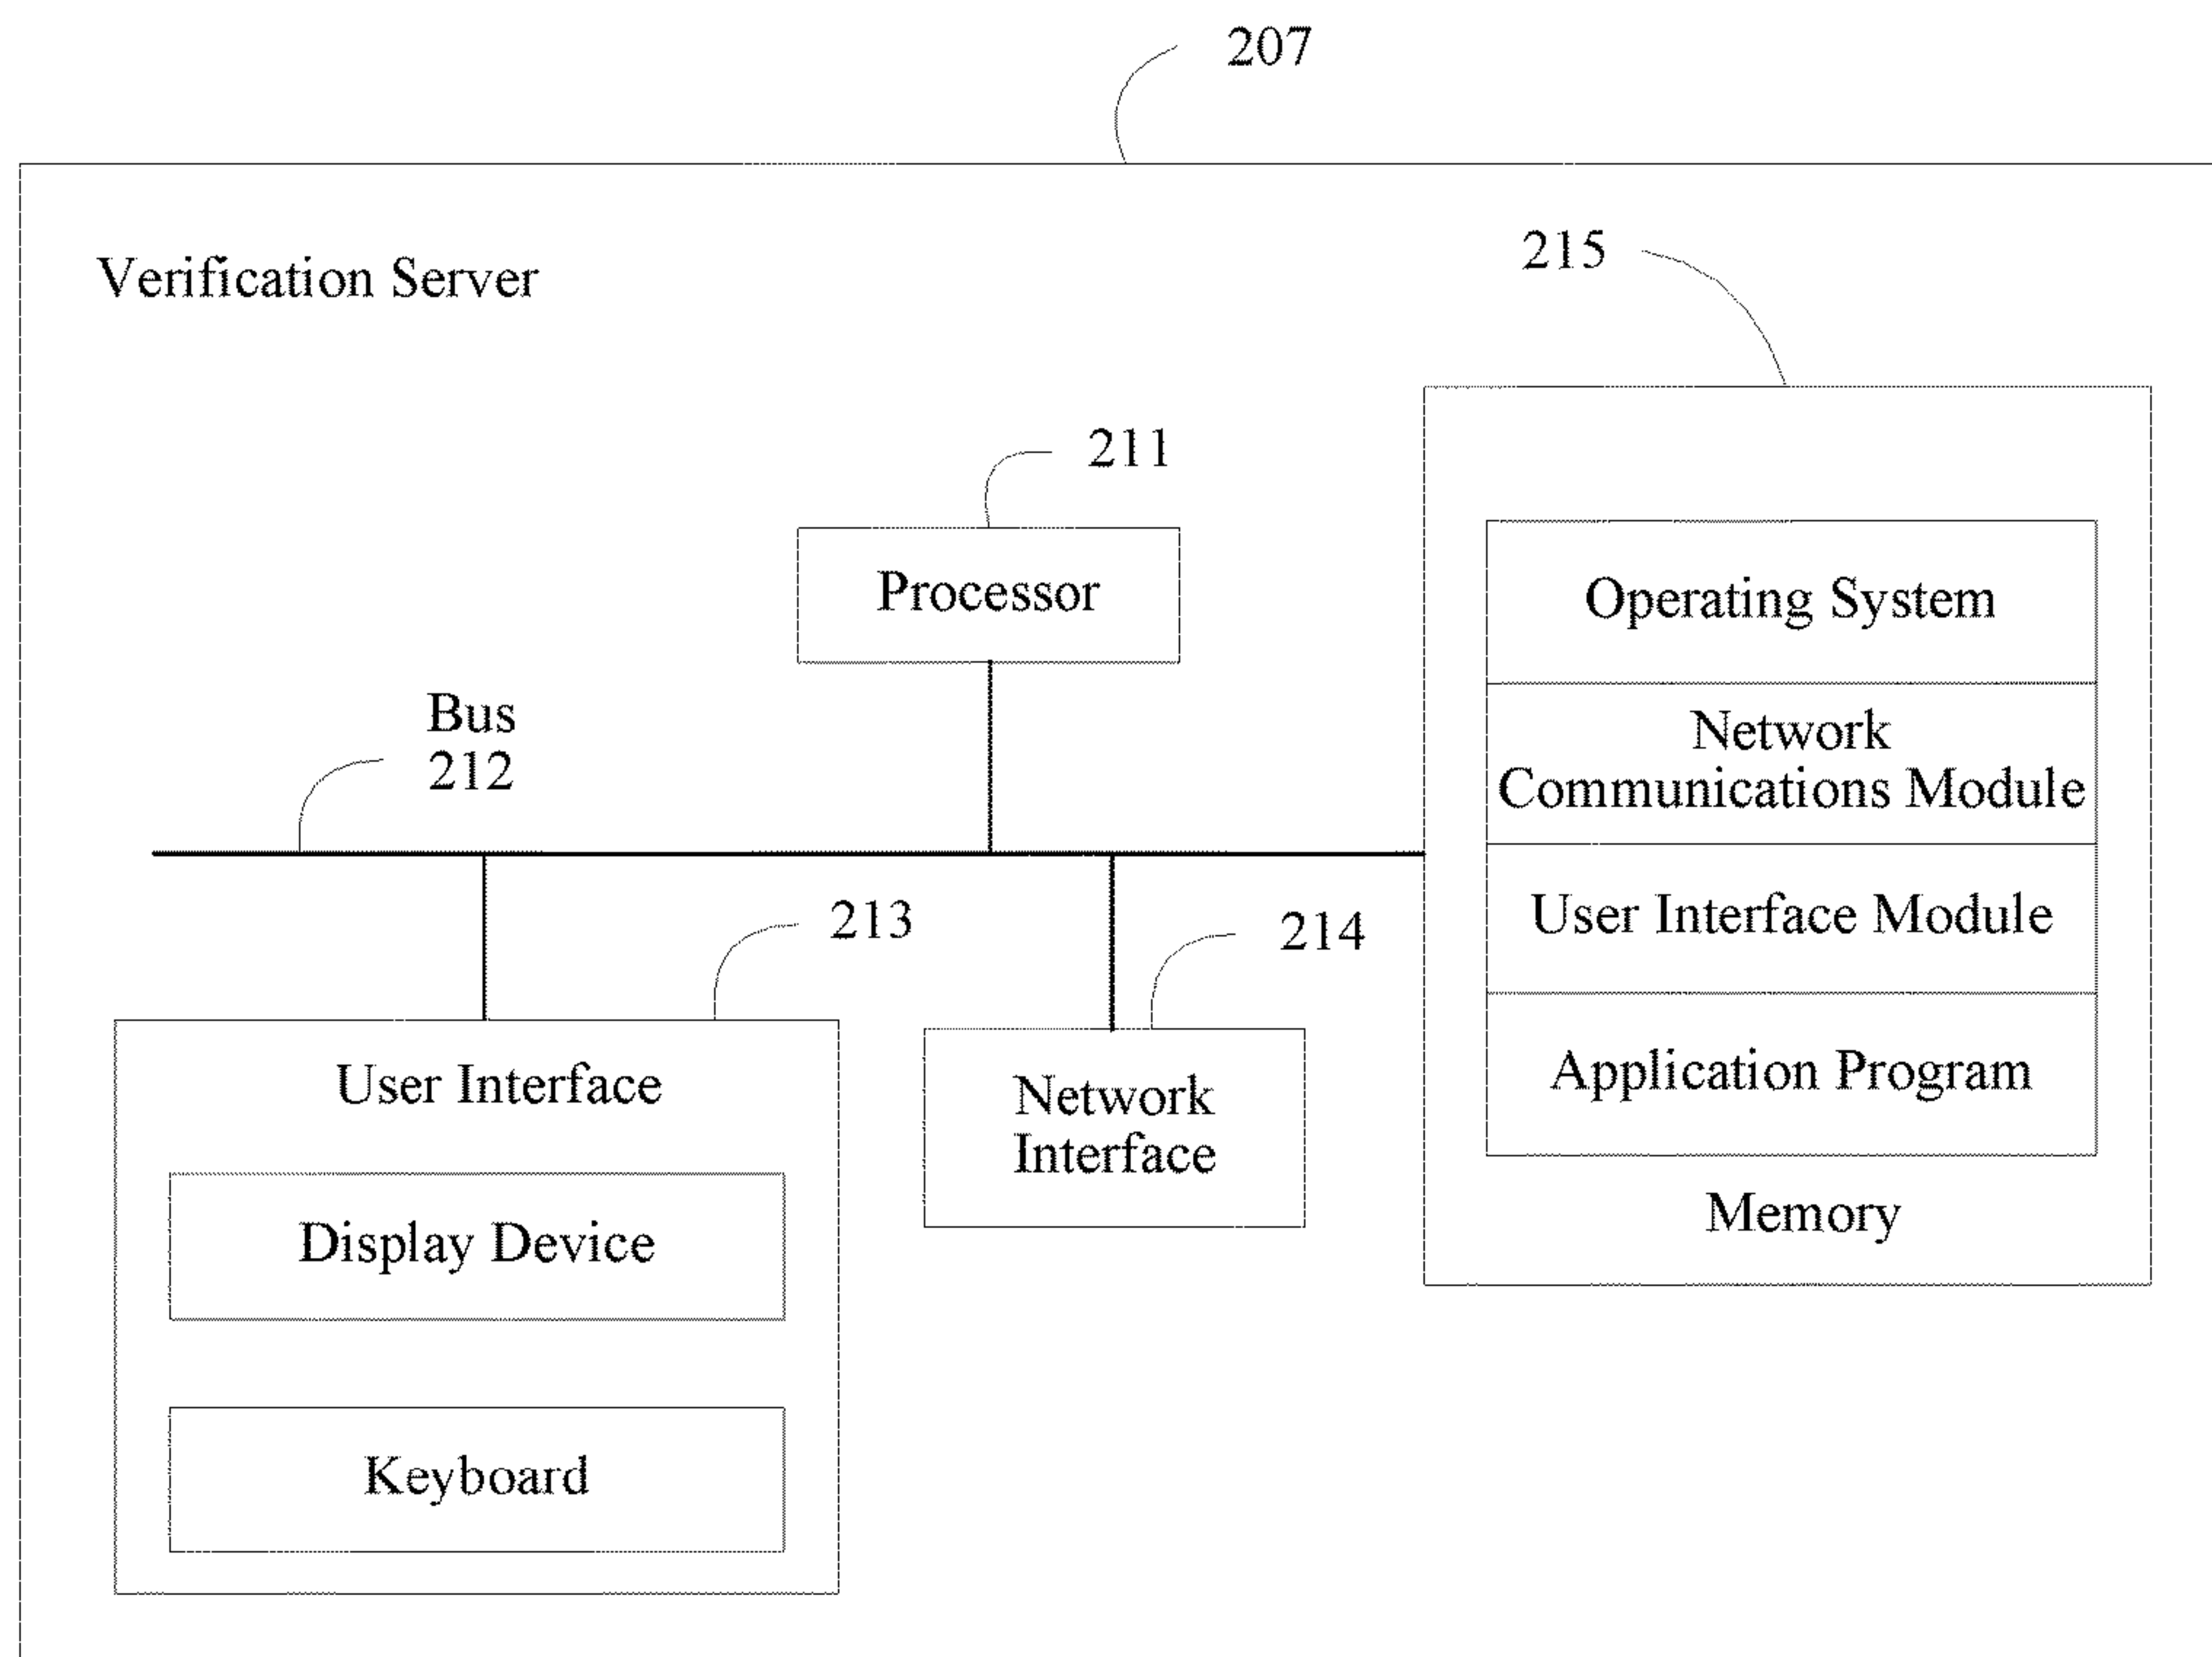 207
Verification Server
215
211
Processor
Operating System
Bus
212
Network
Communications Module
213
214
User Interface Module
User Interface
Network
Interface
Application Program
Display Device
Memory
Keyboard